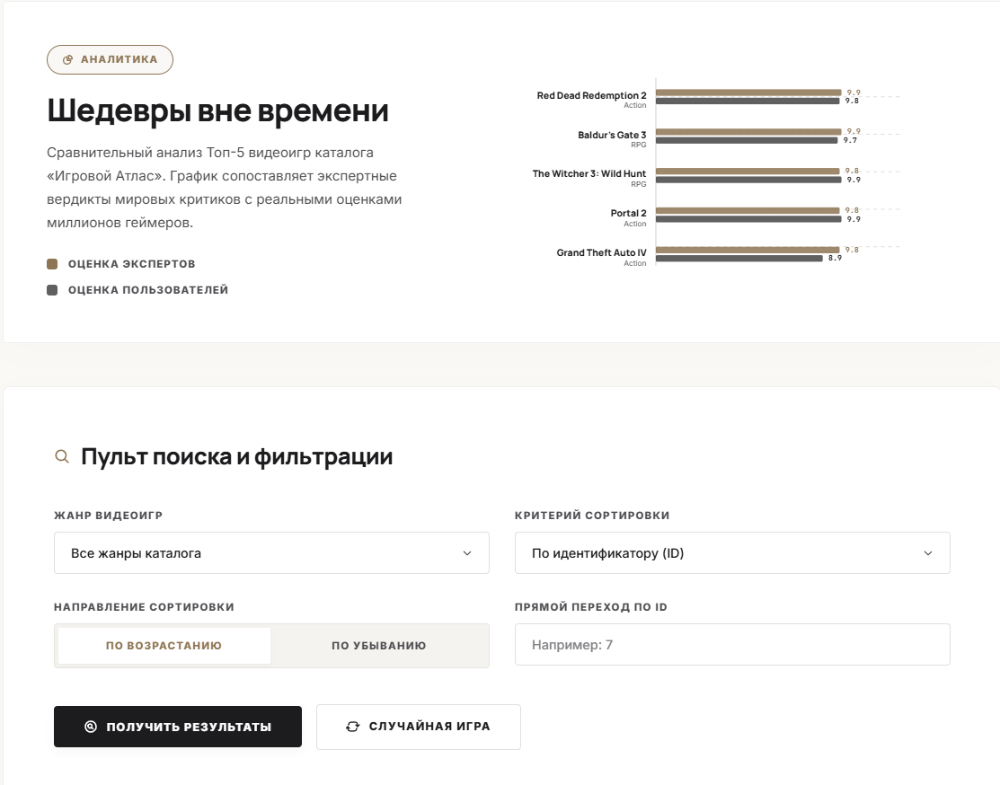 АНАЛИТИКА
Шедевры вне времени
Сравнительный анализ Топ-5 видеоигр каталога
«Игровой Атлас». График сопоставляет экспертные
вердикты мировых критиков с реальными оценками
миллионов геймеров.
ОЦЕНКА ЭКСПЕРТОВ
ОЦЕНКА ПОЛЬЗОВАТЕЛЕЙ
Red Dead Redemption 2 9.9
Action 9.8
Baldur's Gate 3 9.9
RPG 9.7
The Witcher 3: Wild Hunt 9.8
RPG 9.9
Portal 2 9.8
Action 9.9
Grand Theft Auto IV 9.8
Action 8.9
Пульт поиска и фильтрации
ЖАНР ВИДЕОИГР
Все жанры каталога
КРИТЕРИЙ СОРТИРОВКИ
По идентификатору (ID)
НАПРАВЛЕНИЕ СОРТИРОВКИ
ПО ВОЗРАСТАНИЮ ПО УБЫВАНИЮ
ПРЯМОЙ ПЕРЕХОД ПО ID
Например: 7
ПОЛУЧИТЬ РЕЗУЛЬТАТЫ
СЛУЧАЙНАЯ ИГРА